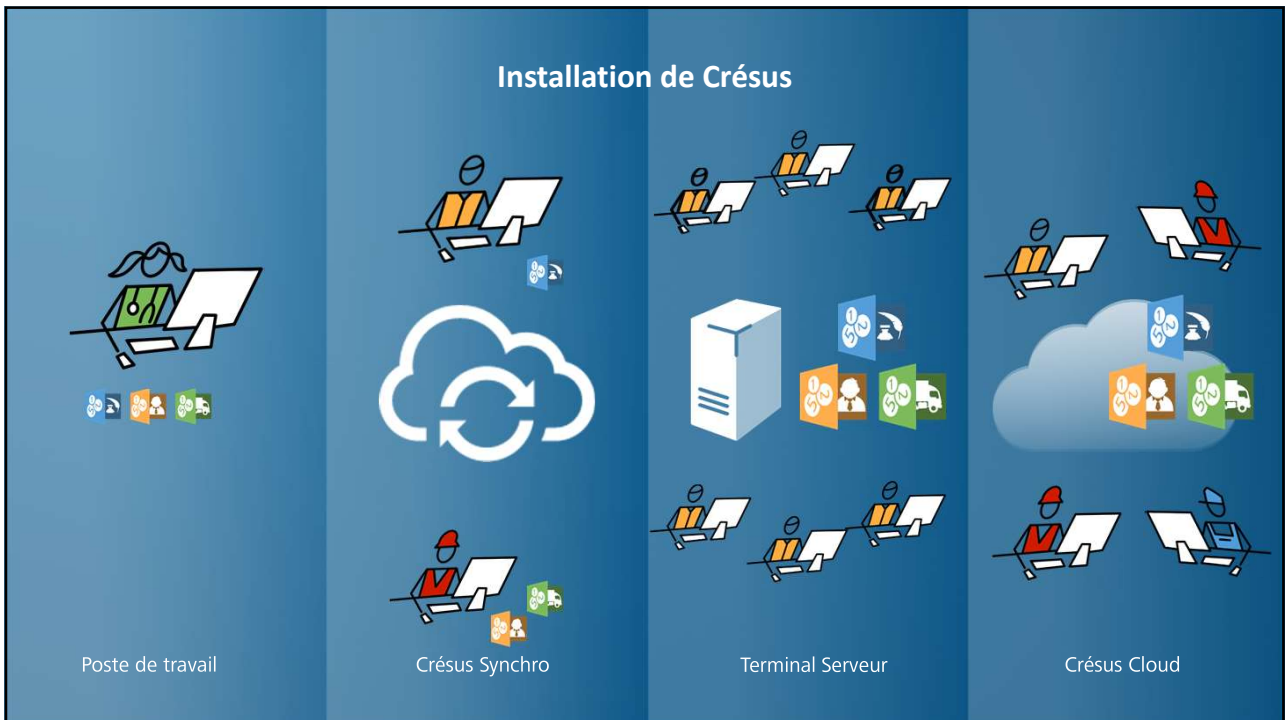 Installation de Crésus
Poste de travail
Crésus Synchro
Terminal Serveur
Crésus Cloud